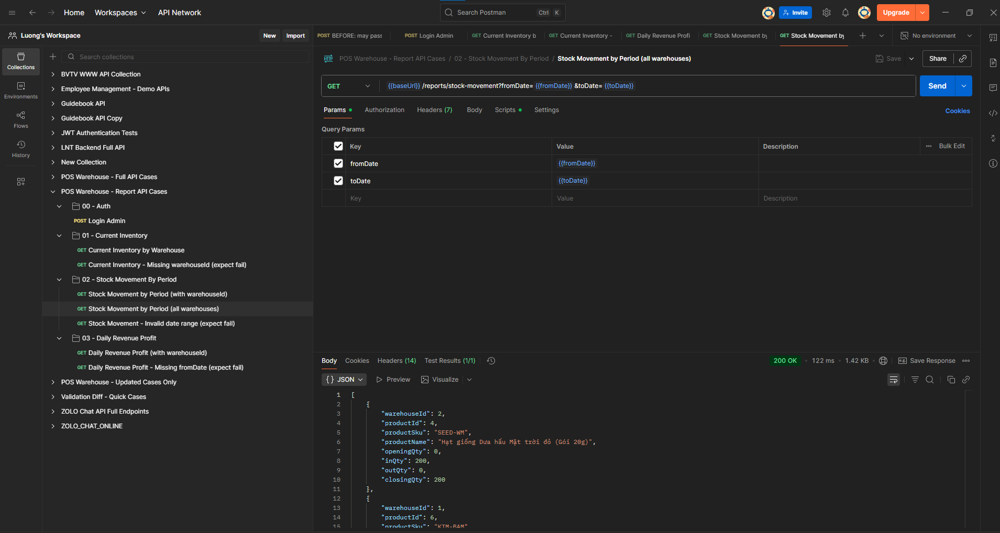 Home
Workspaces
API Network
Search Postman
Ctrl
K
Invite
Upgrade
Luong's Workspace
New
Import
POST BEFORE: may pass
POST Login Admin
GET Current Inventory b
GET Current Inventory -
GET Daily Revenue Profi
GET Stock Movement by
GET Stock Movement by
No environment
Collections
Environments
Flows
History
Search collections
BVTV WWW API Collection
Employee Management - Demo APIs
Guidebook API
Guidebook API Copy
JWT Authentication Tests
LNT Backend Full API
New Collection
POS Warehouse - Full API Cases
POS Warehouse - Report API Cases
00 - Auth
POST Login Admin
01 - Current Inventory
GET Current Inventory by Warehouse
GET Current Inventory - Missing warehouseId (expect fail)
02 - Stock Movement By Period
GET Stock Movement by Period (with warehouseId)
GET Stock Movement by Period (all warehouses)
GET Stock Movement - Invalid date range (expect fail)
03 - Daily Revenue Profit
GET Daily Revenue Profit (with warehouseId)
GET Daily Revenue Profit - Missing fromDate (expect fail)
POS Warehouse - Updated Cases Only
Validation Diff - Quick Cases
ZOLO Chat API Full Endpoints
ZOLO_CHAT_ONLINE
HTTP POS Warehouse - Report API Cases / 02 - Stock Movement By Period / Stock Movement by Period (all warehouses)
Save
Share
GET
{{baseUrl}} /reports/stock-movement?fromDate= {{fromDate}} &toDate= {{toDate}}
Send
Params
Authorization
Headers (7)
Body
Scripts
Settings
Cookies
Query Params
Key Value Description ••• Bulk Edit
fromDate {{fromDate}}
toDate {{toDate}}
Key Value Description
Body Cookies Headers (14) Test Results (1/1)
200 OK • 122 ms • 1.42 KB
e.g. Save Response •••
{} JSON
Preview
Visualize
1 [
2 {
3 "warehouseId": 2,
4 "productId": 4,
5 "productSku": "SEED-WM",
6 "productName": "Hạt giống Dưa hấu Mặt trời đỏ (Gói 20g)",
7 "openingQty": 0,
8 "inQty": 200,
9 "outQty": 0,
10 "closingQty": 200
11 },
12 {
13 "warehouseId": 1,
14 "productId": 6,
15 "productSku": "KIM-BAM"